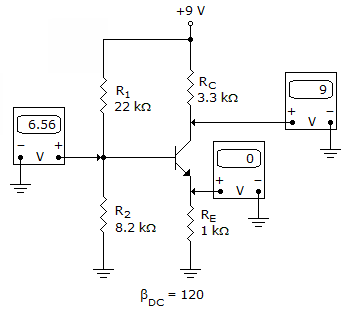 +9 V
R1
22 kΩ
RC
3.3 kΩ
6.56
− V +
9
+ V −
0
+ V −
R2
8.2 kΩ
RE
1 kΩ
βDC = 120